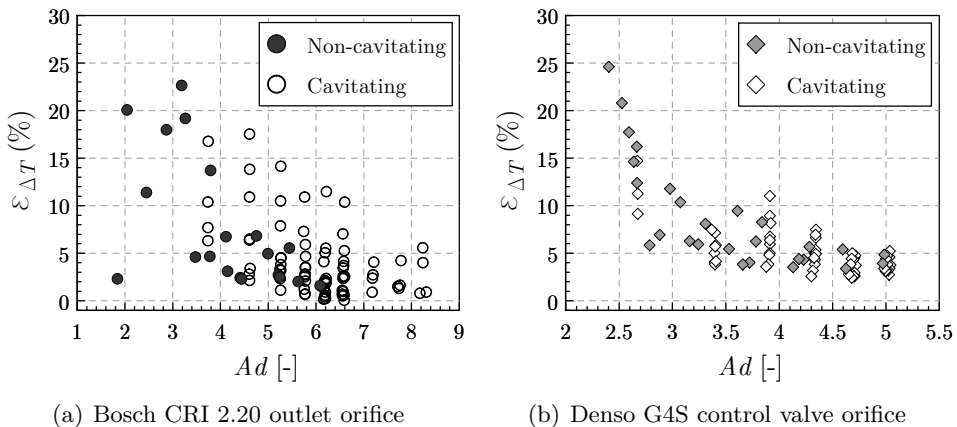 30
25
20
15
10
5
0
ε_ΔT (%)
Non-cavitating
Cavitating
1 2 3 4 5 6 7 8 9
Ad [-]
(a) Bosch CRI 2.20 outlet orifice
30
25
20
15
10
5
0
ε_ΔT (%)
Non-cavitating
Cavitating
2 2.5 3 3.5 4 4.5 5 5.5
Ad [-]
(b) Denso G4S control valve orifice